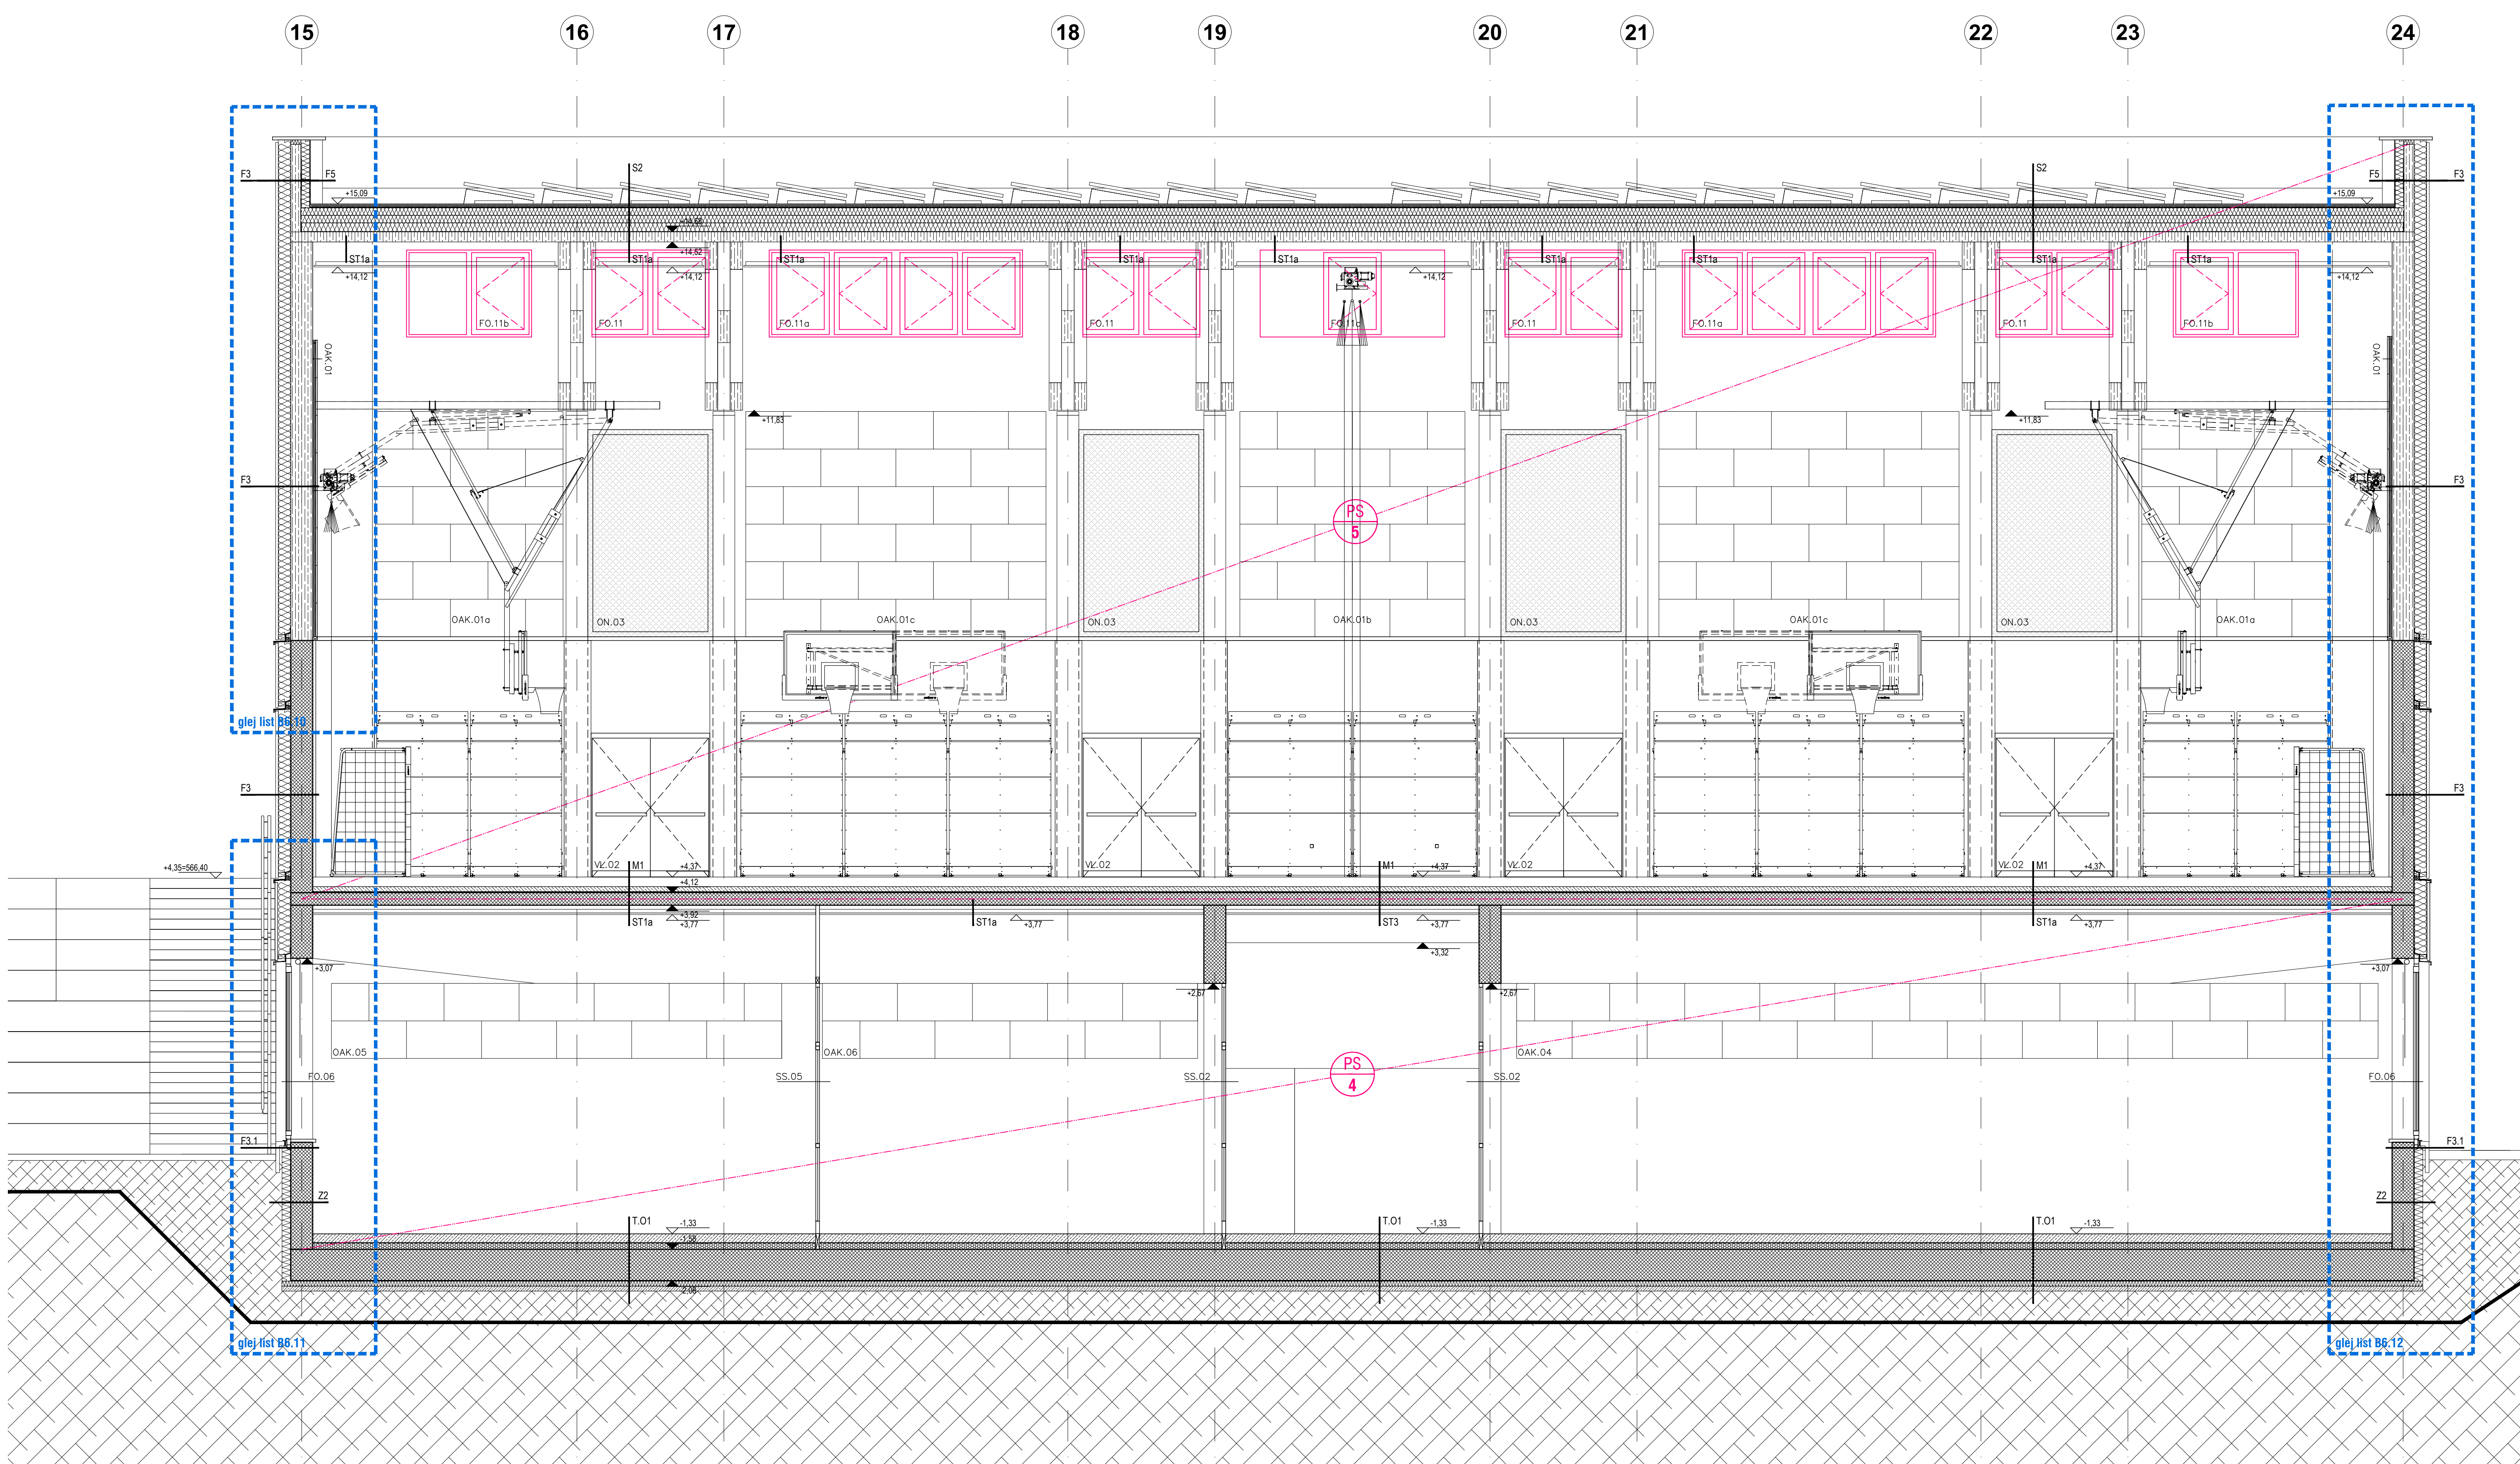 15 16 17 18 19 20 21 22 23 24
S2 S2
F3 F5 F5 F3
+15,09 +15,09
+14,68
+14,52
ST1a ST1a ST1a ST1a ST1a ST1a ST1a ST1a ST1a
+14,12 +14,12 +14,12 +14,12
FO.11b FO.11 FO.11a FO.11 FO.11c FO.11 FO.11a FO.11 FO.11b
OAK.01 OAK.01
+11,83 +11,83
F3 F3
PS
5
OAK.01a ON.03 OAK.01c ON.03 OAK.01b ON.03 OAK.01c ON.03 OAK.01a
glej list B6.10
F3 F3
VL.02 VL.02 VL.02 VL.02
+4,35=566,40
M1 +4,37 M1 +4,37 M1 +4,37
+4,12
+3,92
ST1a +3,77 ST1a +3,77 ST3 +3,77 ST1a +3,77
+3,32
+3,07 +3,07
+2,67 +2,67
OAK.05 OAK.06 OAK.04
PS
4
FO.06 SS.05 SS.02 SS.02 FO.06
F3.1 F3.1
Z2 Z2
T.01 -1,33 T.01 -1,33 T.01 -1,33
-1,58
-2,08
glej list B6.11 glej list B6.12